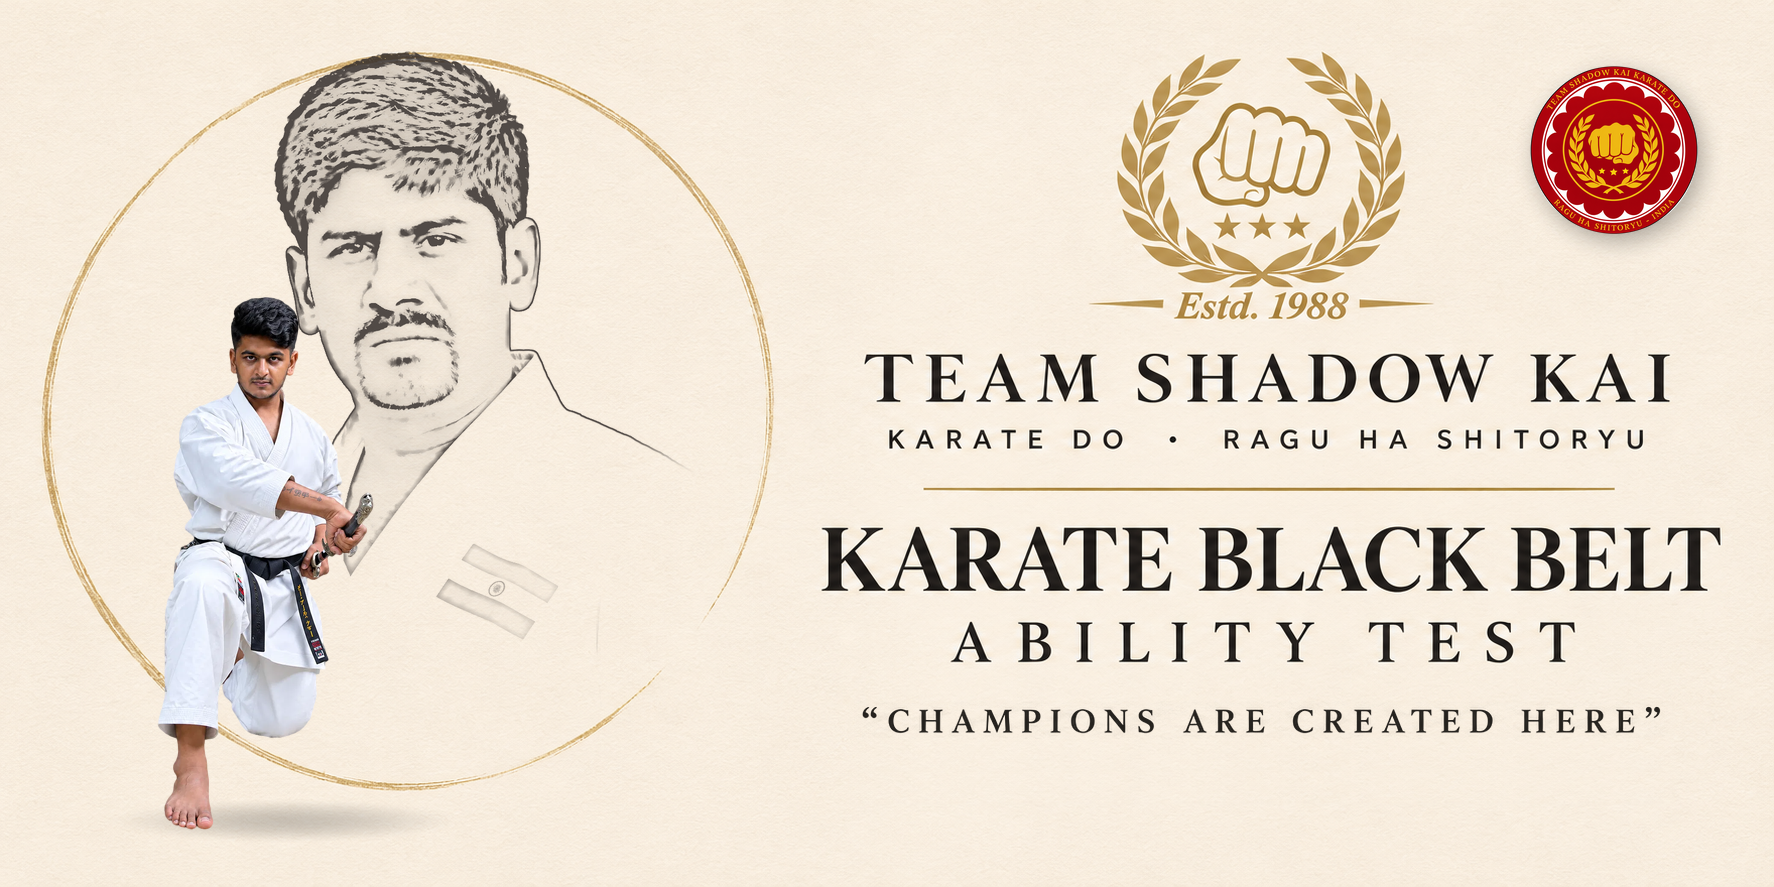 Estd. 1988
TEAM SHADOW KAI
KARATE DO • RAGU HA SHITORYU
KARATE BLACK BELT
ABILITY TEST
“CHAMPIONS ARE CREATED HERE”
TEAM SHADOW KAI KARATE DO
RAGU HA SHITORYU - INDIA